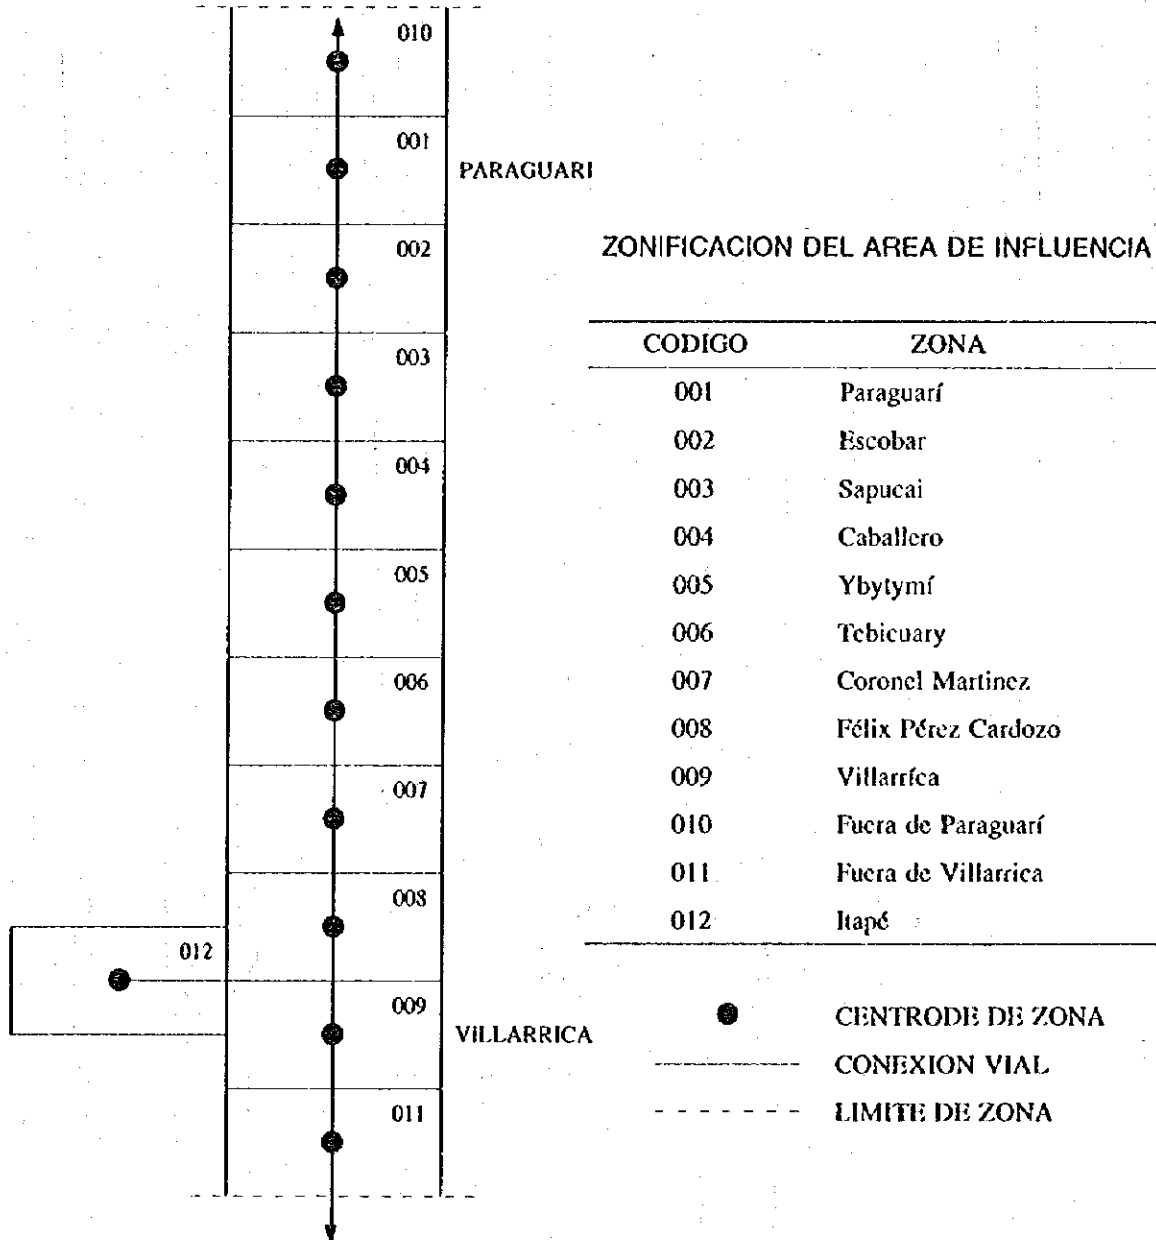 010
001
PARAGUARI
002
003
004
005
006
007
008
012
009
VILLARRICA
011
ZONIFICACION DEL AREA DE INFLUENCIA
CODIGO ZONA
001 Paraguarí
002 Escobar
003 Sapucai
004 Caballero
005 Ybytymí
006 Tebicuary
007 Coronel Martinez
008 Félix Pérez Cardozo
009 Villarríca
010 Fuera de Paraguarí
011 Fuera de Villarrica
012 Itapé
CENTRODE DE ZONA
CONEXION VIAL
LIMITE DE ZONA